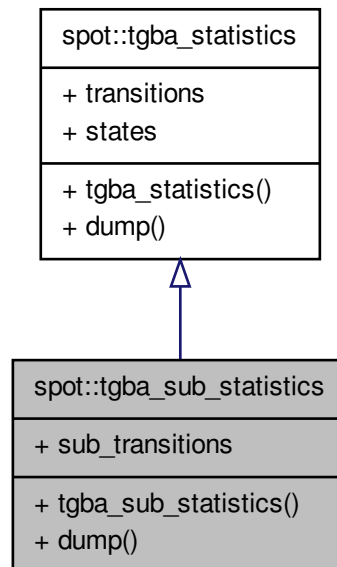 spot::tgba_statistics
+ transitions
+ states
+ tgba_statistics()
+ dump()
spot::tgba_sub_statistics
+ sub_transitions
+ tgba_sub_statistics()
+ dump()